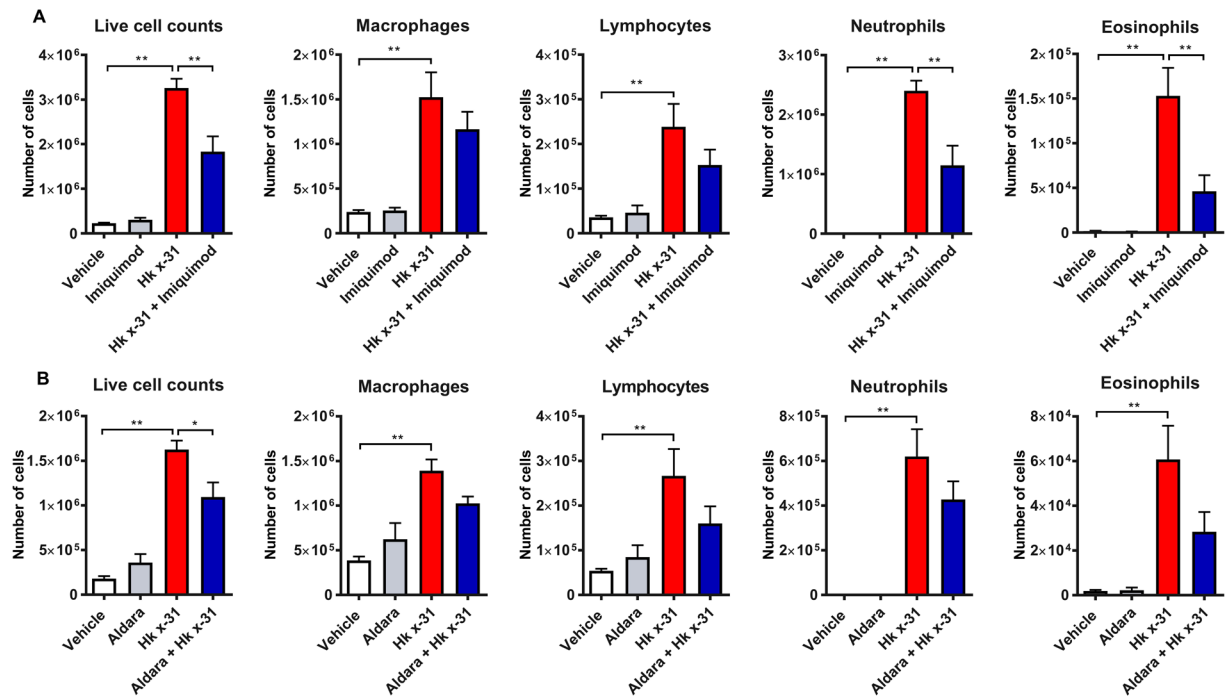 A
Live cell counts
Number of cells
4×10⁶
3×10⁶
2×10⁶
1×10⁶
0
**
**
Vehicle
Imiquimod
Hk x-31
Hk x-31 + Imiquimod
Macrophages
Number of cells
2×10⁶
1.5×10⁶
1×10⁶
5×10⁵
0
**
Vehicle
Imiquimod
Hk x-31
Hk x-31 + Imiquimod
Lymphocytes
Number of cells
4×10⁵
3×10⁵
2×10⁵
1×10⁵
0
**
Vehicle
Imiquimod
Hk x-31
Hk x-31 + Imiquimod
Neutrophils
Number of cells
3×10⁶
2×10⁶
1×10⁶
0
**
**
Vehicle
Imiquimod
Hk x-31
Hk x-31 + Imiquimod
Eosinophils
Number of cells
2×10⁵
1.5×10⁵
1×10⁵
5×10⁴
0
**
**
Vehicle
Imiquimod
Hk x-31
Hk x-31 + Imiquimod
B
Live cell counts
Number of cells
2×10⁶
1.5×10⁶
1×10⁶
5×10⁵
0
**
*
Vehicle
Aldara
Hk x-31
Aldara + Hk x-31
Macrophages
Number of cells
2×10⁶
1.5×10⁶
1×10⁶
5×10⁵
0
**
Vehicle
Aldara
Hk x-31
Aldara + Hk x-31
Lymphocytes
Number of cells
4×10⁵
3×10⁵
2×10⁵
1×10⁵
0
**
Vehicle
Aldara
Hk x-31
Aldara + Hk x-31
Neutrophils
Number of cells
8×10⁵
6×10⁵
4×10⁵
2×10⁵
0
**
Vehicle
Aldara
Hk x-31
Aldara + Hk x-31
Eosinophils
Number of cells
8×10⁴
6×10⁴
4×10⁴
2×10⁴
0
**
Vehicle
Aldara
Hk x-31
Aldara + Hk x-31